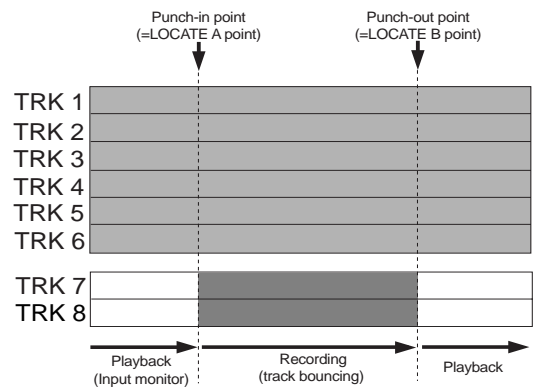 Punch-in point
(=LOCATE A point)
Punch-out point
(=LOCATE B point)
TRK 1
TRK 2
TRK 3
TRK 4
TRK 5
TRK 6
TRK 7
TRK 8
Playback
(Input monitor)
Recording
(track bouncing)
Playback